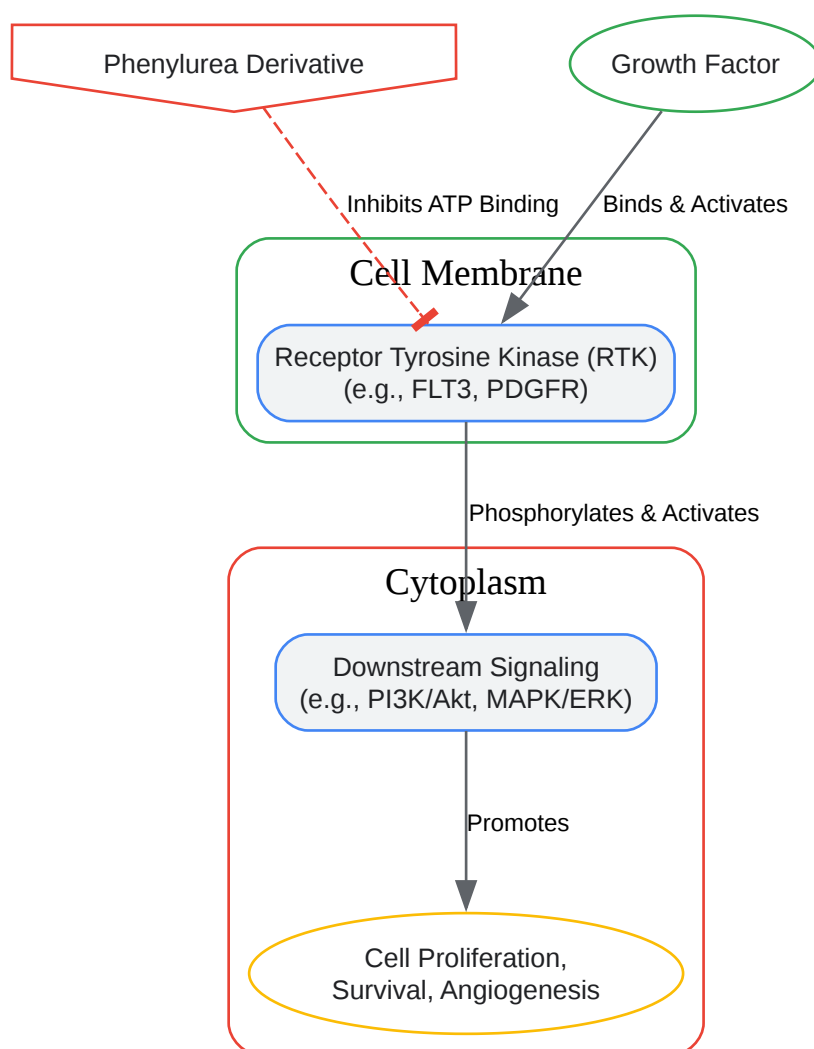 Phenylurea Derivative
Growth Factor
Inhibits ATP Binding
Binds & Activates
Cell Membrane
Receptor Tyrosine Kinase (RTK)
(e.g., FLT3, PDGFR)
Phosphorylates & Activates
Cytoplasm
Downstream Signaling
(e.g., PI3K/Akt, MAPK/ERK)
Promotes
Cell Proliferation,
Survival, Angiogenesis